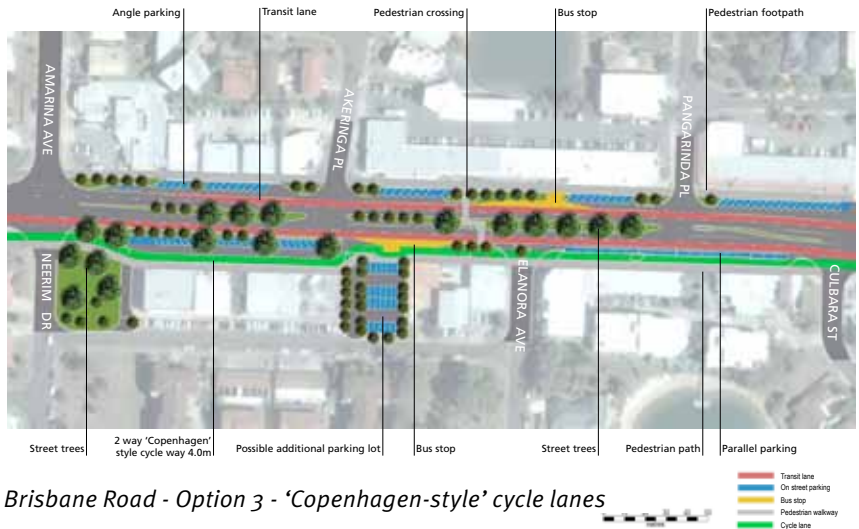 Angle parking
Transit lane
Pedestrian crossing
Bus stop
Pedestrian footpath
AMARINA AVE
AKERINGA PL
PANGARINDA PL
NEERIM DR
ELANORA AVE
CULBARA ST
Street trees
2 way 'Copenhagen'
style cycle way 4.0m
Possible additional parking lot
Bus stop
Street trees
Pedestrian path
Parallel parking
Brisbane Road - Option 3 - 'Copenhagen-style' cycle lanes
Transit lane
On street parking
Bus stop
Pedestrian walkway
Cycle lane